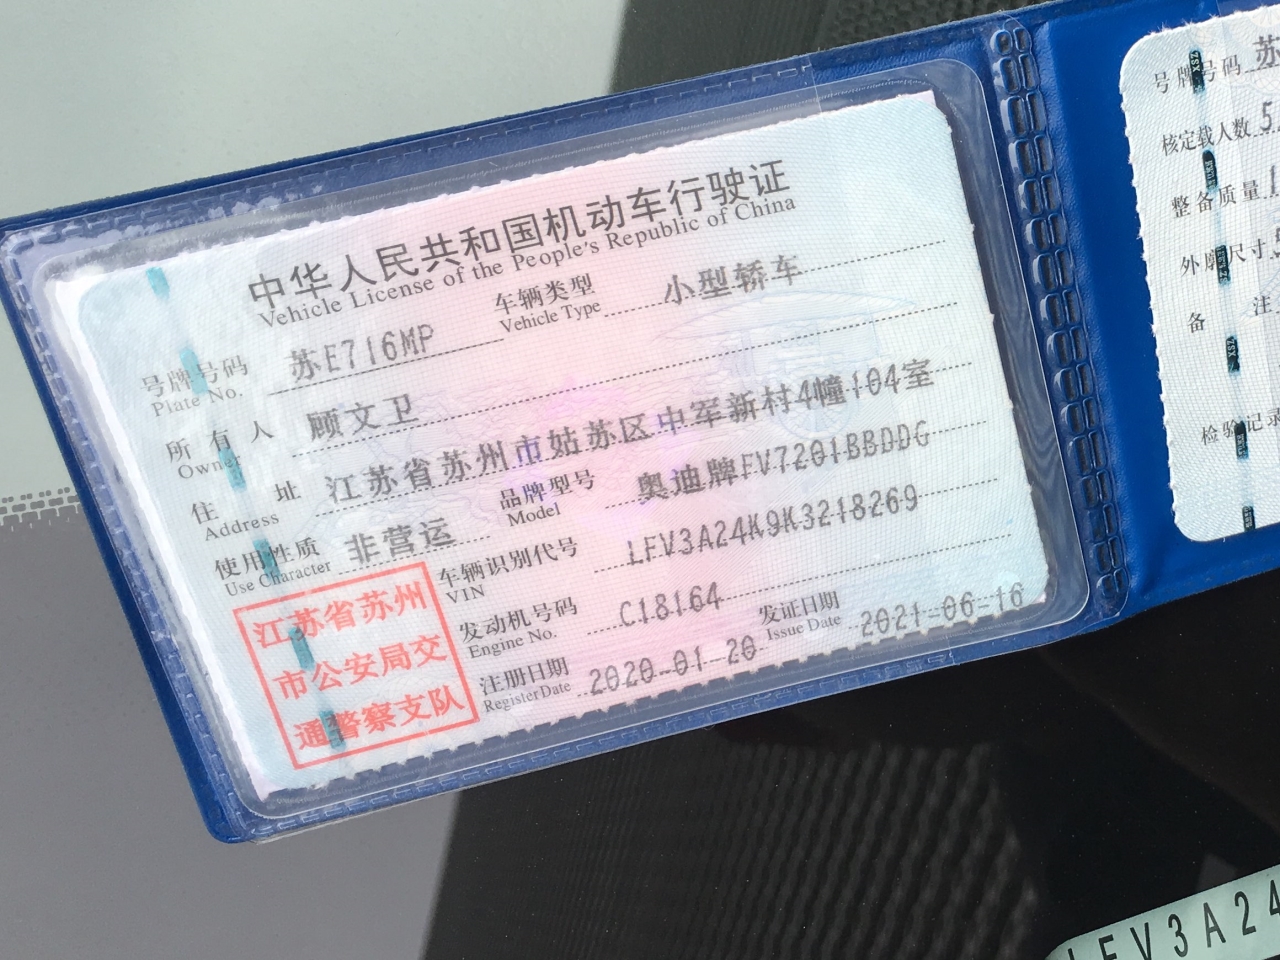 中华人民共和国机动车行驶证
Vehicle License of the People's Republic of China
号牌号码 苏E716MP 车辆类型 小型轿车
Plate No. Vehicle Type
所有人 顾文卫
Owner
住址 江苏省苏州市姑苏区中军新村4幢104室
Address
使用性质 非营运 品牌型号 奥迪牌FV7201BBDDG
Use Character Model
车辆识别代号 LFV3A24K9K3218269
VIN
发动机号码 C18164 发证日期 2021-06-16
Engine No. Issue Date
注册日期 2020-01-20
Register Date
江苏省苏州
市公安局交
通警察支队
号牌号码 苏
核定载人数 5
整备质量 1
外廓尺寸
备注
检验记录
LFV3A24